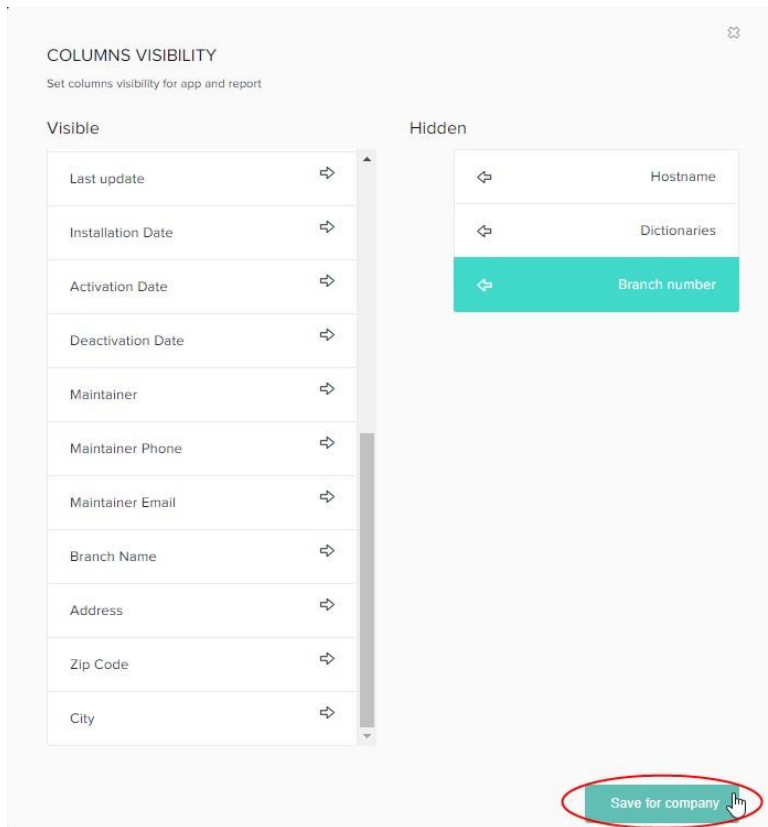 COLUMNS VISIBILITY
Set columns visibility for app and report
Visible
Hidden
Last update
Installation Date
Activation Date
Deactivation Date
Maintainer
Maintainer Phone
Maintainer Email
Branch Name
Address
Zip Code
City
Hostname
Dictionaries
Branch number
Save for company